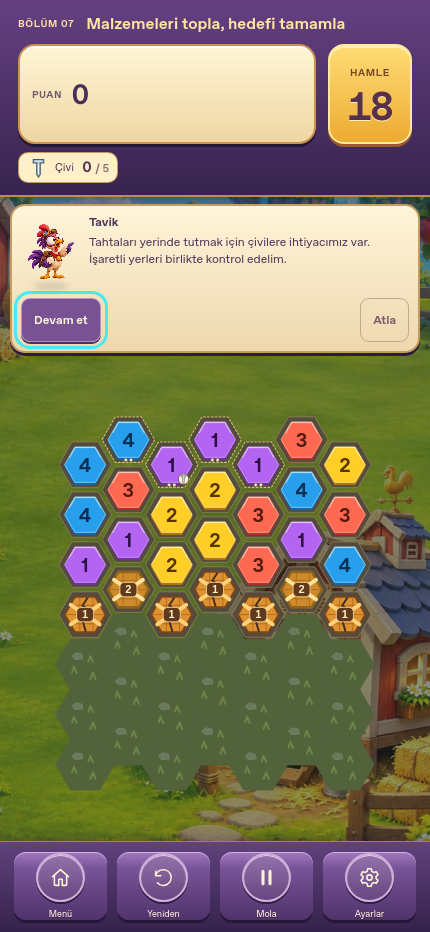 BÖLÜM 07 Malzemeleri topla, hedefi tamamla
PUAN 0
HAMLE
18
Çivi 0 / 5
Tavik
Tahtaları yerinde tutmak için çivilere ihtiyacımız var.
İşaretli yerleri birlikte kontrol edelim.
Devam et
Atla
4 1 3
4 1 1 2
3 2 4
4 2 3 3
1 2 1
1 2 3 4
2 1 2
1 1 1 1
Menü
Yeniden
Mola
Ayarlar